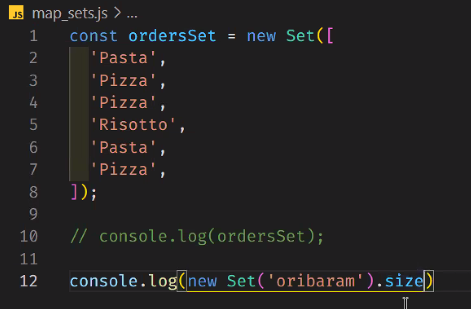 JS map_sets.js > ...
1 const ordersSet = new Set([
2 'Pasta',
3 'Pizza',
4 'Pizza',
5 'Risotto',
6 'Pasta',
7 'Pizza',
8 ]);
9
10 // console.log(ordersSet);
11
12 console.log(new Set('oribaram').size)